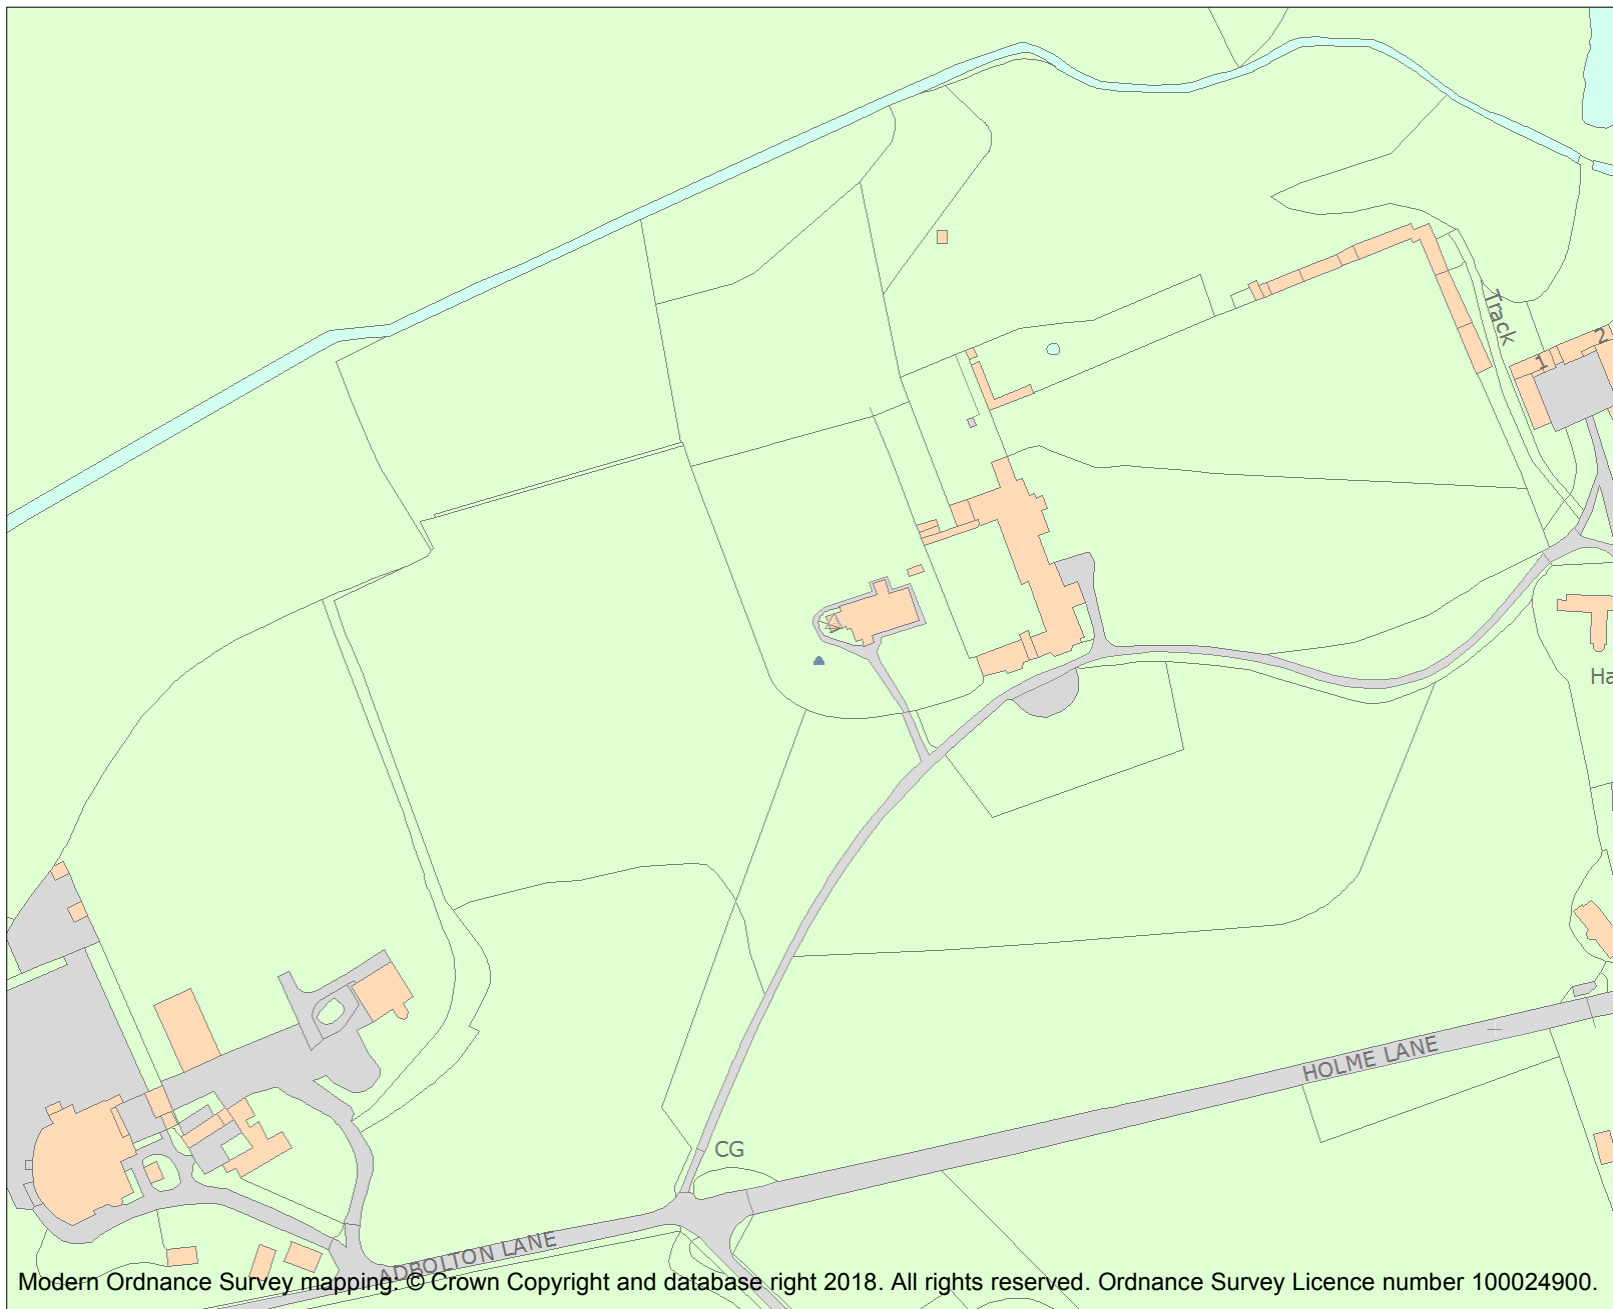 Track
1
2
Ha
HOLME LANE
CG
ADBOLTON LANE
Modern Ordnance Survey mapping: © Crown Copyright and database right 2018. All rights reserved. Ordnance Survey Licence number 100024900.